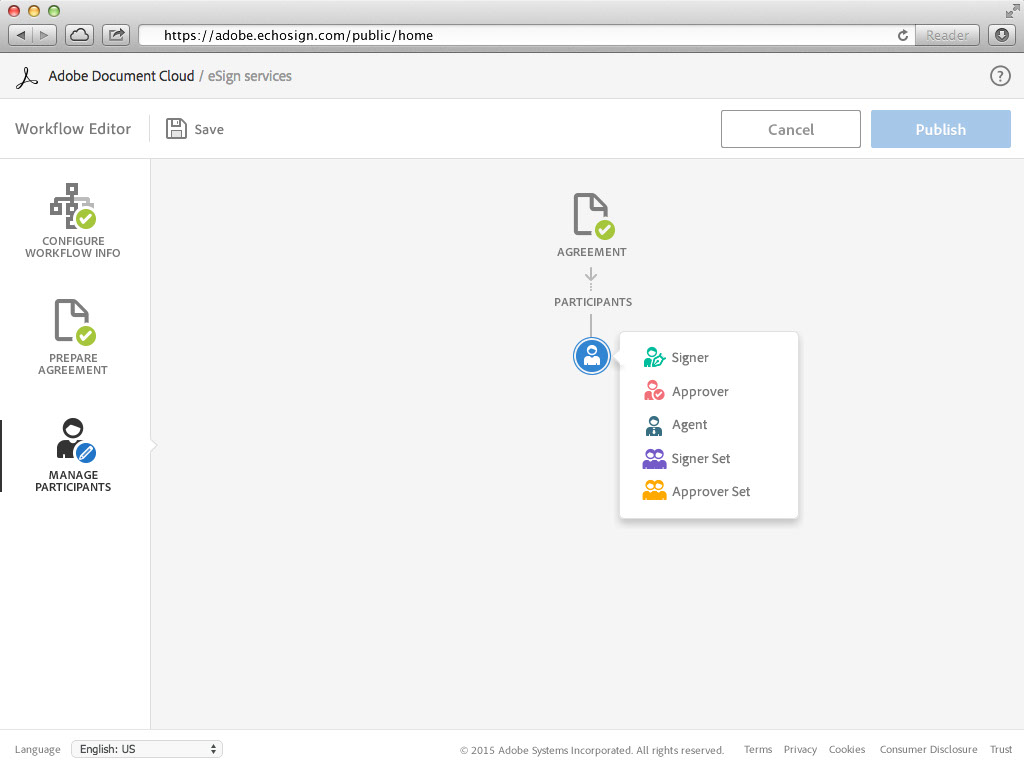 https://adobe.echosign.com/public/home
Reader
Adobe Document Cloud / eSign services
?
Workflow Editor
Save
Cancel
Publish
CONFIGURE
WORKFLOW INFO
PREPARE
AGREEMENT
MANAGE
PARTICIPANTS
AGREEMENT
PARTICIPANTS
Signer
Approver
Agent
Signer Set
Approver Set
Language
English: US
© 2015 Adobe Systems Incorporated. All rights reserved.
Terms
Privacy
Cookies
Consumer Disclosure
Trust